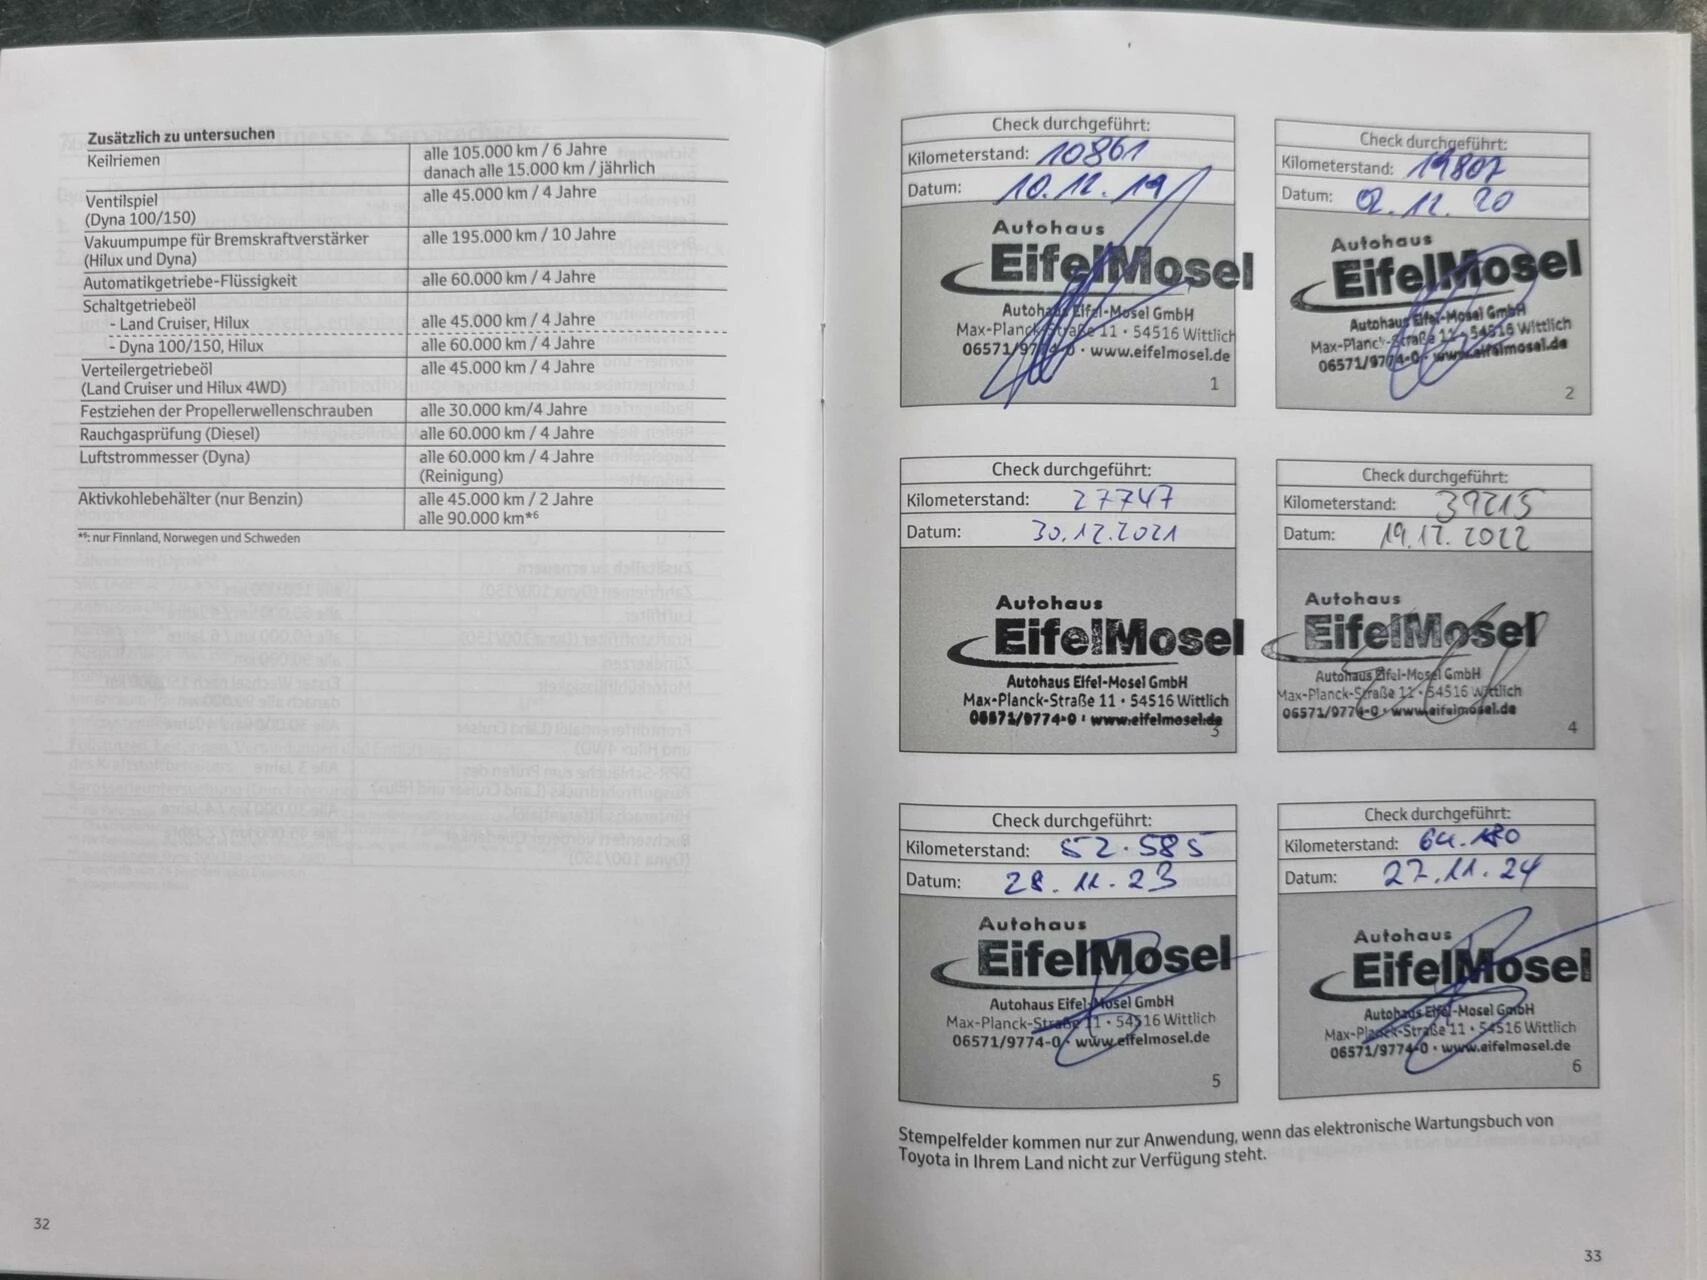 Zusätzlich zu untersuchen
Keilriemen alle 105.000 km / 6 Jahre
danach alle 15.000 km / jährlich
Ventilspiel alle 45.000 km / 4 Jahre
(Dyna 100/150)
Vakuumpumpe für Bremskraftverstärker alle 195.000 km / 10 Jahre
(Hilux und Dyna)
Automatikgetriebe-Flüssigkeit alle 60.000 km / 4 Jahre
Schaltgetriebeöl
- Land Cruiser, Hilux alle 45.000 km / 4 Jahre
- Dyna 100/150, Hilux alle 60.000 km / 4 Jahre
Verteilergetriebeöl alle 45.000 km / 4 Jahre
(Land Cruiser und Hilux 4WD)
Festziehen der Propellerwellenschrauben alle 30.000 km/4 Jahre
Rauchgasprüfung (Diesel) alle 60.000 km / 4 Jahre
Luftstrommesser (Dyna) alle 60.000 km / 4 Jahre
(Reinigung)
Aktivkohlebehälter (nur Benzin) alle 45.000 km / 2 Jahre
alle 90.000 km*6
*6: nur Finnland, Norwegen und Schweden
32
Check durchgeführt:
Kilometerstand: 10861
Datum: 10.12.19
Autohaus
EifelMosel
Autohaus Eifel-Mosel GmbH
Max-Planck-Straße 11 · 54516 Wittlich
06571/9774-0 · www.eifelmosel.de
1
Check durchgeführt:
Kilometerstand: 19807
Datum: 02.12.20
Autohaus
EifelMosel
Autohaus Eifel-Mosel GmbH
Max-Planck-Straße 11 · 54516 Wittlich
06571/9774-0 · www.eifelmosel.de
2
Check durchgeführt:
Kilometerstand: 27747
Datum: 30.12.2021
Autohaus
EifelMosel
Autohaus Eifel-Mosel GmbH
Max-Planck-Straße 11 · 54516 Wittlich
06571/9774-0 · www.eifelmosel.de
3
Check durchgeführt:
Kilometerstand: 39215
Datum: 19.12.2022
Autohaus
EifelMosel
Autohaus Eifel-Mosel GmbH
Max-Planck-Straße 11 · 54516 Wittlich
06571/9774-0 · www.eifelmosel.de
4
Check durchgeführt:
Kilometerstand: 52.585
Datum: 28.11.23
Autohaus
EifelMosel
Autohaus Eifel-Mosel GmbH
Max-Planck-Straße 11 · 54516 Wittlich
06571/9774-0 · www.eifelmosel.de
5
Check durchgeführt:
Kilometerstand: 64.180
Datum: 27.11.24
Autohaus
EifelMosel
Autohaus Eifel-Mosel GmbH
Max-Planck-Straße 11 · 54516 Wittlich
06571/9774-0 · www.eifelmosel.de
6
Stempelfelder kommen nur zur Anwendung, wenn das elektronische Wartungsbuch von
Toyota in Ihrem Land nicht zur Verfügung steht.
33